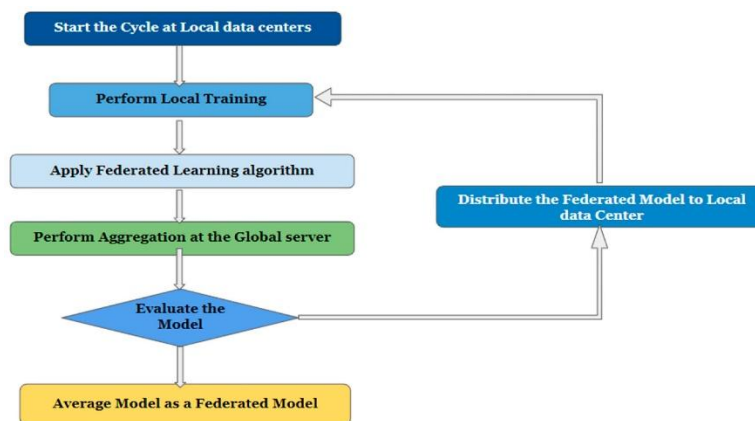 Start the Cycle at Local data centers
Perform Local Training
Apply Federated Learning algorithm
Perform Aggregation at the Global server
Evaluate the
Model
Average Model as a Federated Model
Distribute the Federated Model to Local
data Center